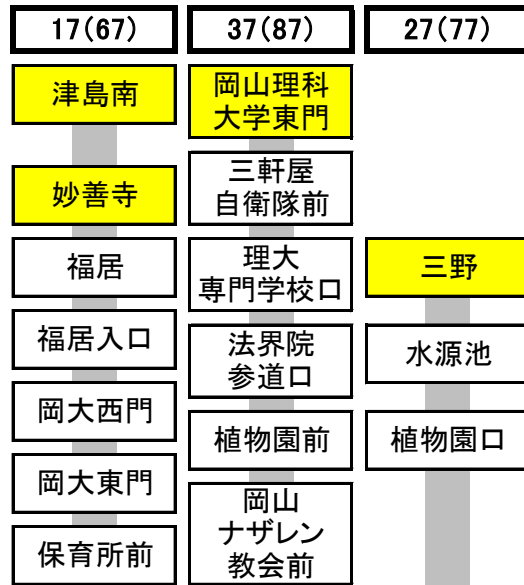 17(67)
37(87)
27(77)
津島南
妙善寺
福居
福居入口
岡大西門
岡大東門
保育所前
岡山理科
大学東門
三軒屋
自衛隊前
理大
専門学校口
法界院
参道口
植物園前
岡山
ナザレン
教会前
三野
水源池
植物園口